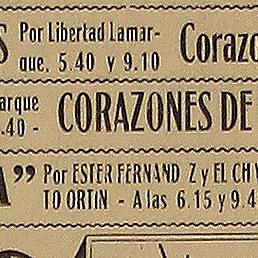 S Por Libertad Lamar- Corazo
que. 5.40 y 9.10
arque CORAZONES DE
.40 -
A” Por ESTER FERNAND Z y EL CHIV
TO ORTIN - A las 6.15 y 9.4